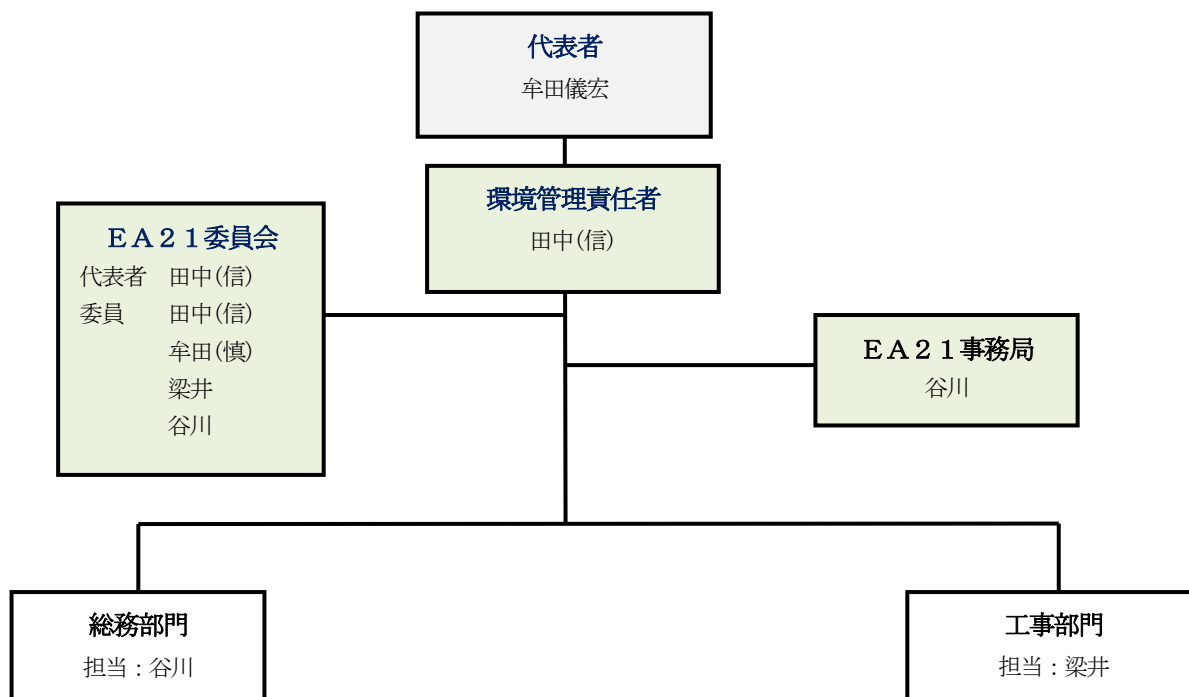 代表者
牟田儀宏
環境管理責任者
田中(信)
ＥＡ２１委員会
代表者　田中(信)
委員　　田中(信)
牟田(慎)
梁井
谷川
ＥＡ２１事務局
谷川
総務部門
担当：谷川
工事部門
担当：梁井